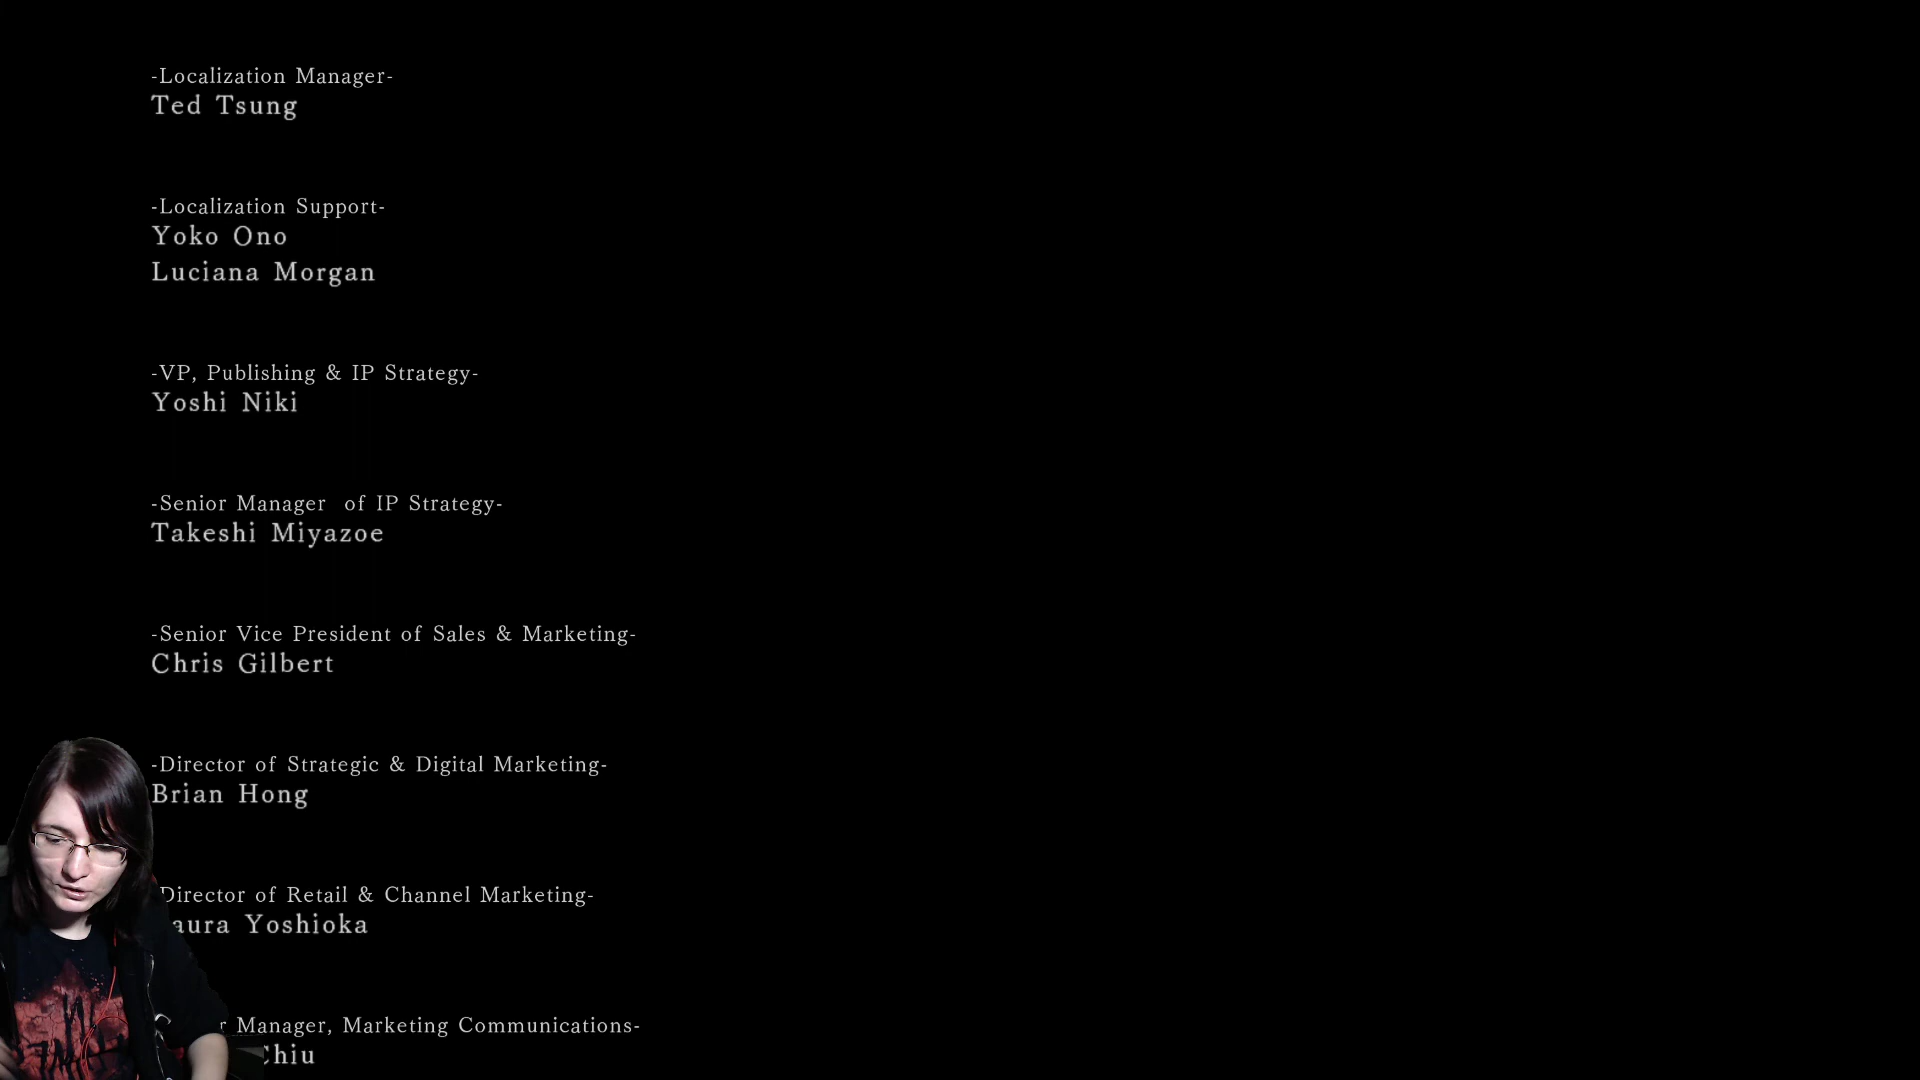 -Localization Manager-
Ted Tsung
-Localization Support-
Yoko Ono
Luciana Morgan
-VP, Publishing & IP Strategy-
Yoshi Niki
-Senior Manager  of IP Strategy-
Takeshi Miyazoe
-Senior Vice President of Sales & Marketing-
Chris Gilbert
-Director of Strategic & Digital Marketing-
Brian Hong
Director of Retail & Channel Marketing-
Yoshioka
Manager, Marketing Communications-